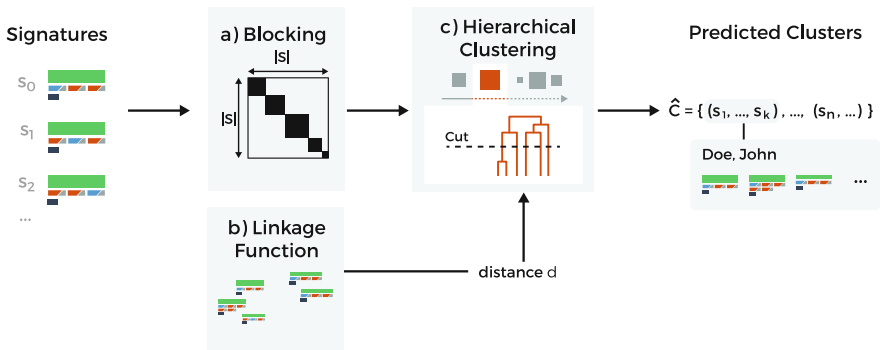 Signatures
s0
s1
s2
...
a) Blocking
|S|
|S|
b) Linkage
Function
c) Hierarchical
Clustering
Cut
distance d
Predicted Clusters
Ĉ = { (s1, ..., sk) , ..., (sn, ...) }
Doe, John
...